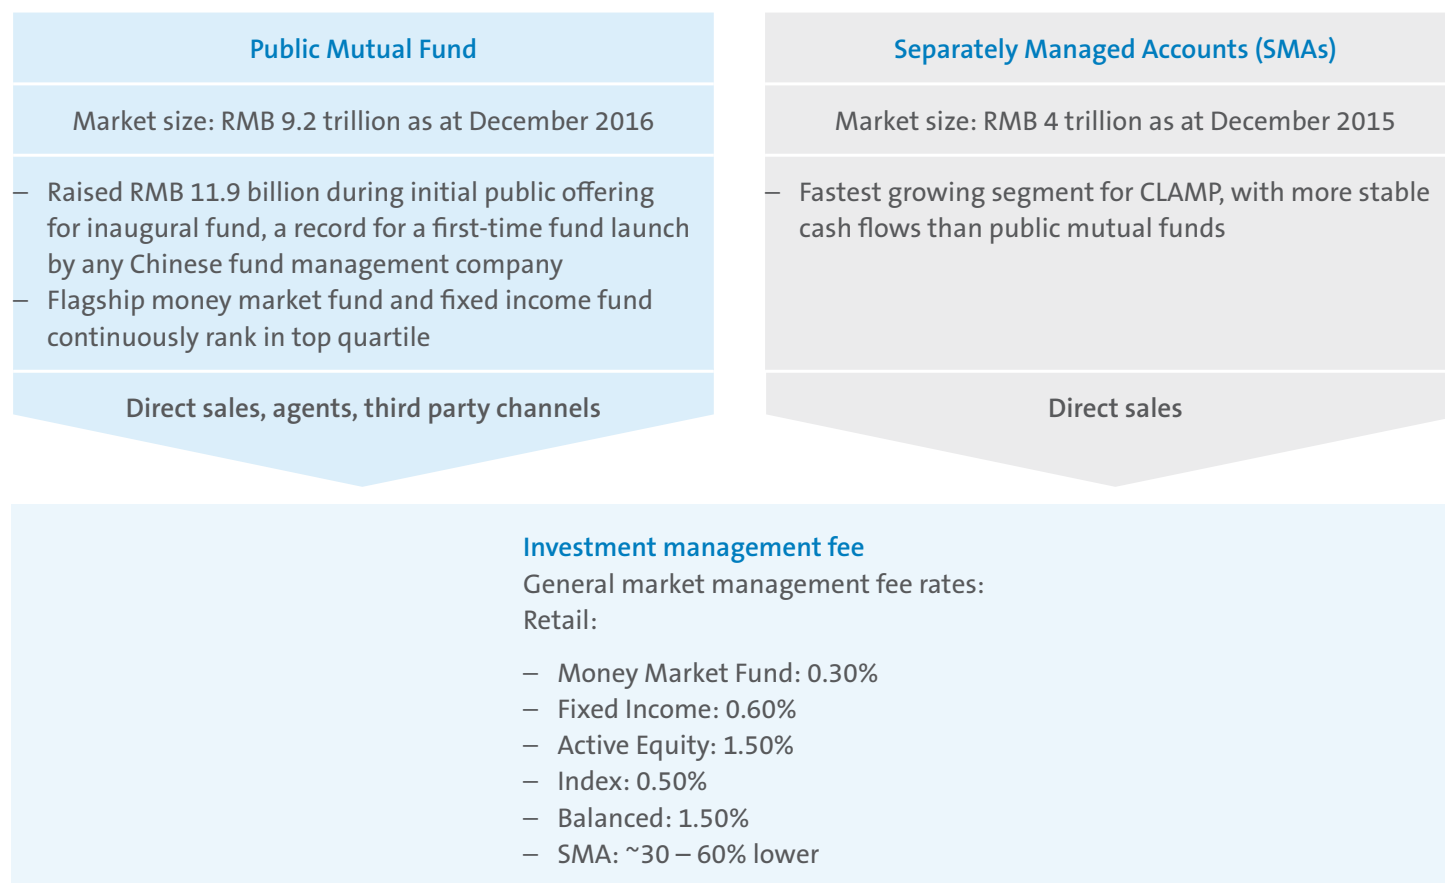 Public Mutual Fund
Market size: RMB 9.2 trillion as at December 2016
– Raised RMB 11.9 billion during initial public offering
for inaugural fund, a record for a first-time fund launch
by any Chinese fund management company
– Flagship money market fund and fixed income fund
continuously rank in top quartile
Direct sales, agents, third party channels
Separately Managed Accounts (SMAs)
Market size: RMB 4 trillion as at December 2015
– Fastest growing segment for CLAMP, with more stable
cash flows than public mutual funds
Direct sales
Investment management fee
General market management fee rates:
Retail:
– Money Market Fund: 0.30%
– Fixed Income: 0.60%
– Active Equity: 1.50%
– Index: 0.50%
– Balanced: 1.50%
– SMA: ~30 – 60% lower